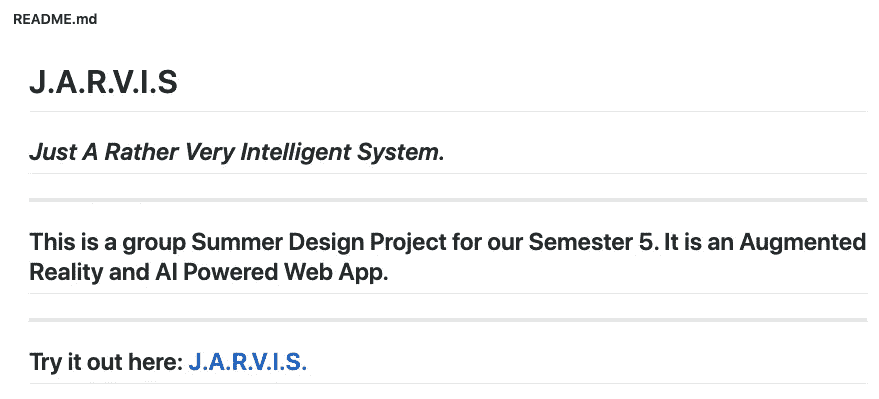 README.md
J.A.R.V.I.S
Just A Rather Very Intelligent System.
This is a group Summer Design Project for our Semester 5. It is an Augmented
Reality and AI Powered Web App.
Try it out here: J.A.R.V.I.S.